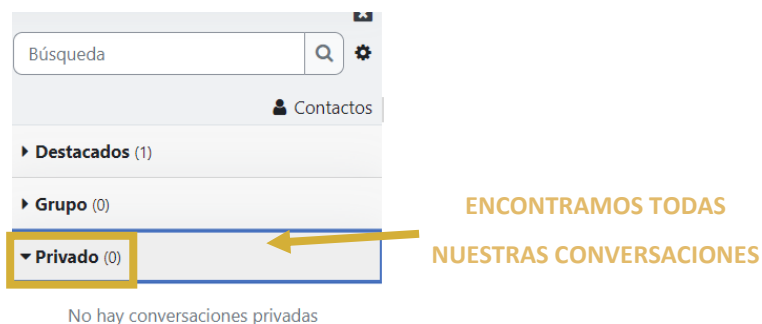 Búsqueda
Contactos
Destacados (1)
Grupo (0)
Privado (0)
No hay conversaciones privadas
ENCONTRAMOS TODAS
NUESTRAS CONVERSACIONES